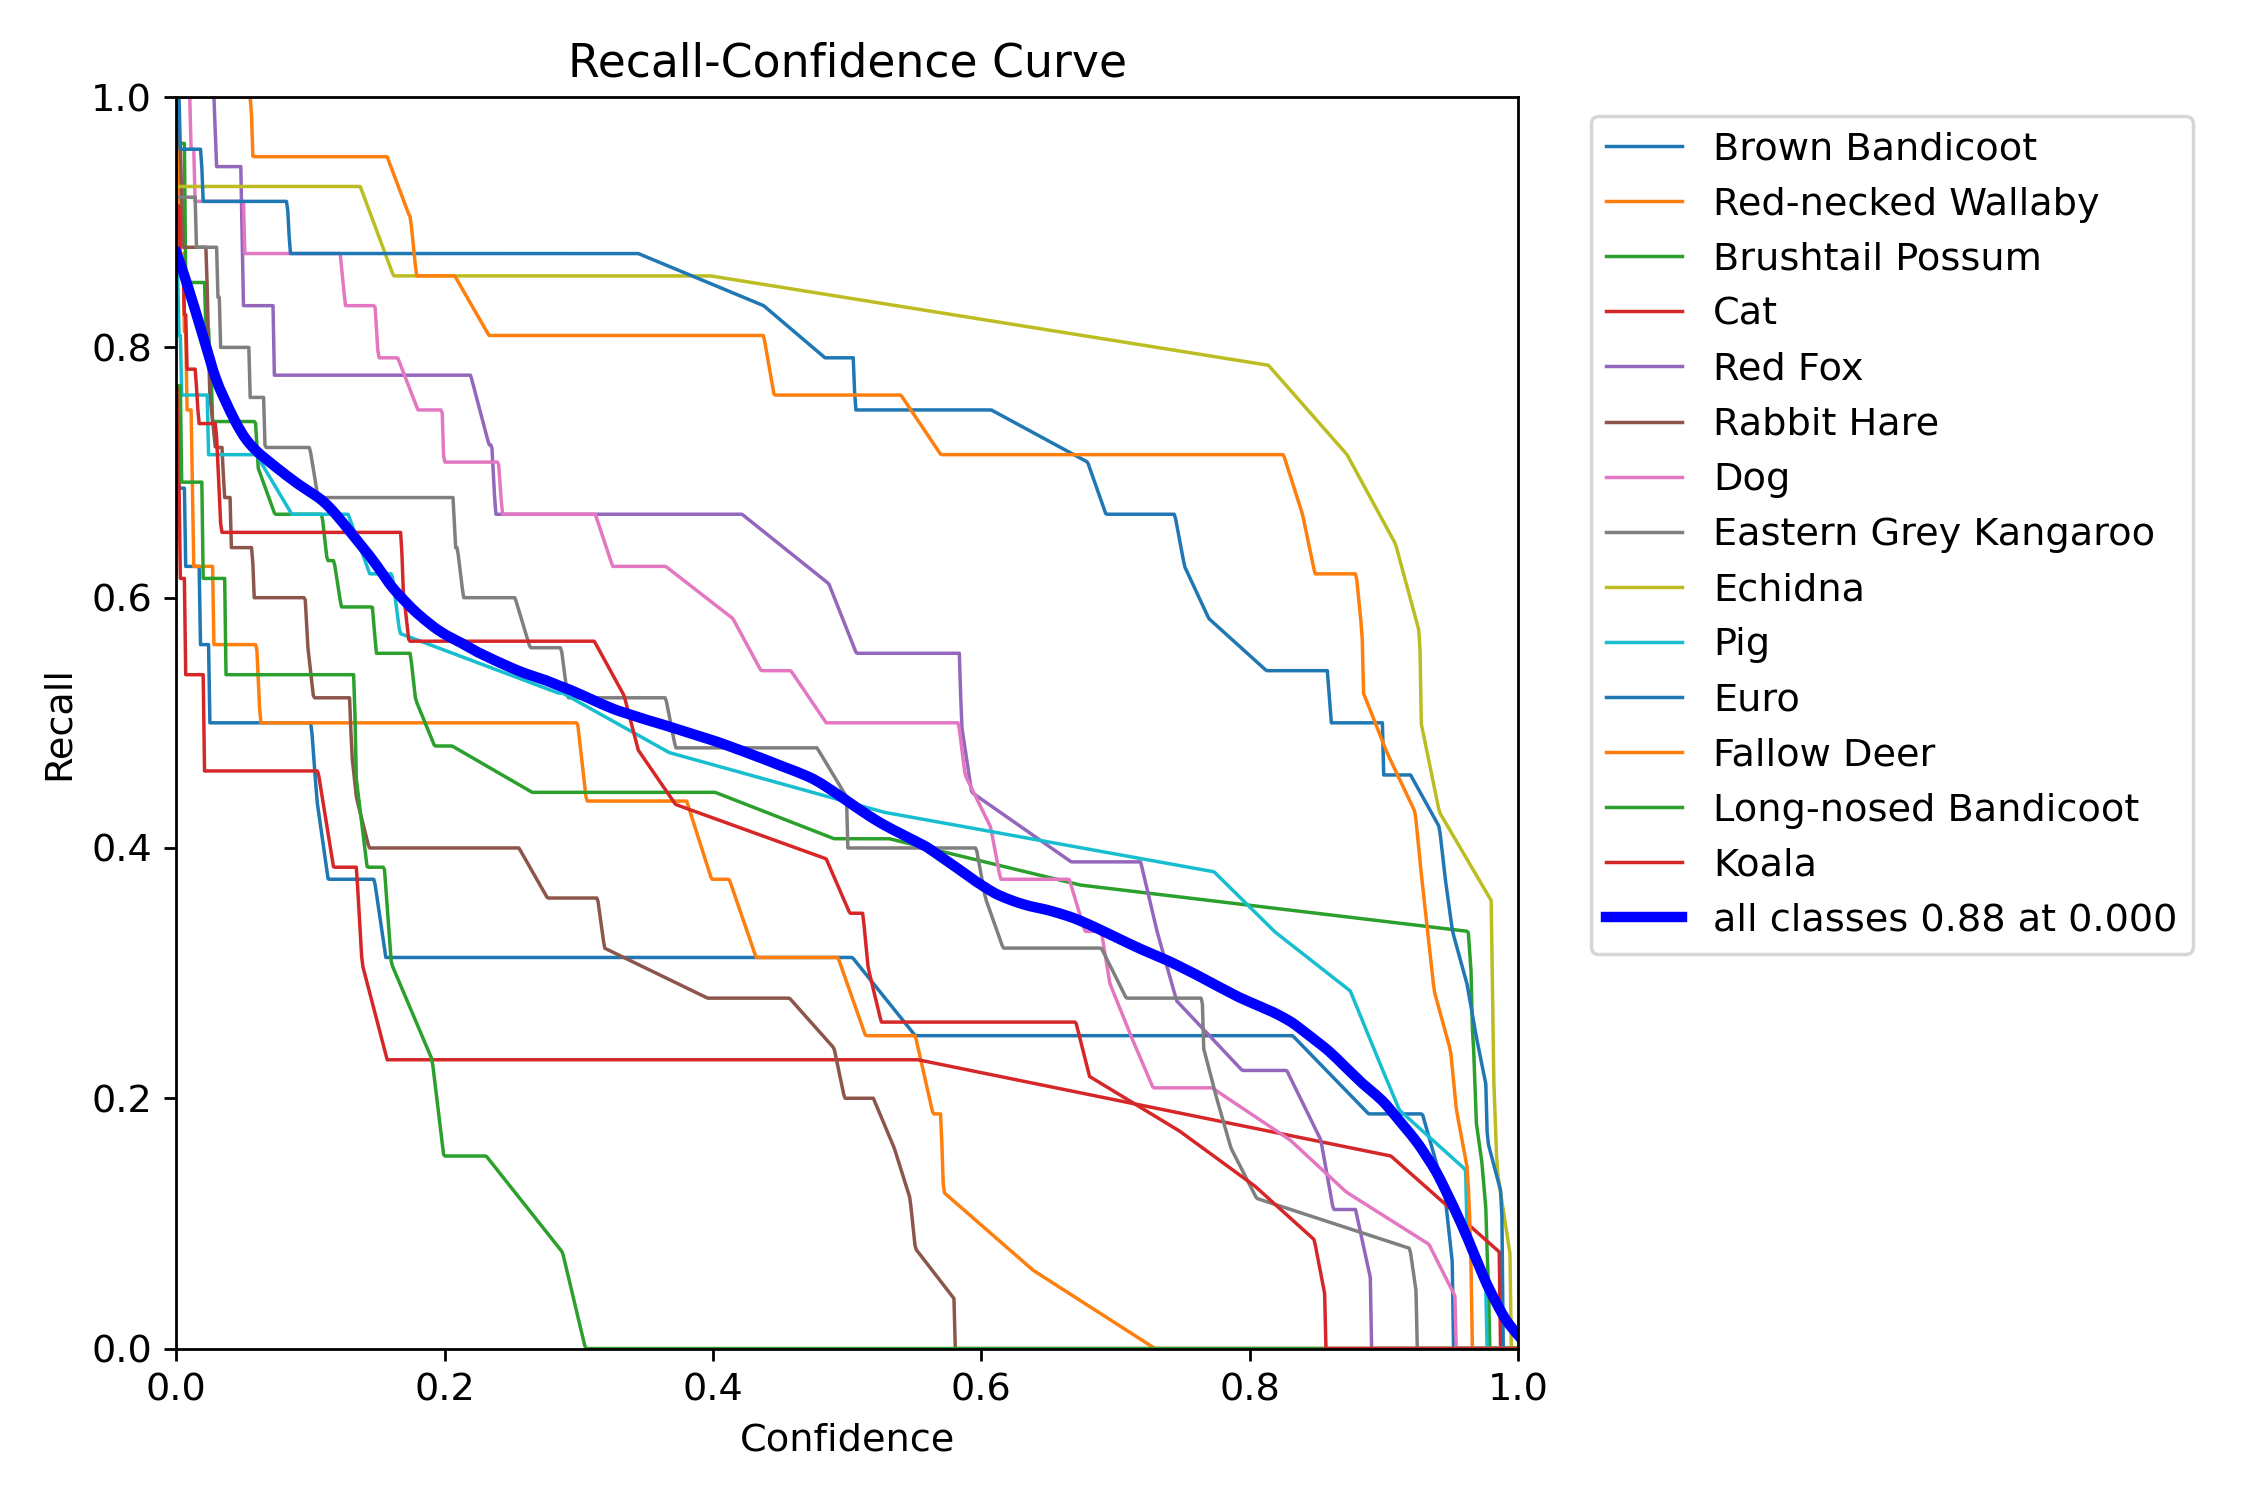 Recall-Confidence Curve
1.0
0.8
0.6
0.4
0.2
0.0
Recall
0.0 0.2 0.4 0.6 0.8 1.0
Confidence
Brown Bandicoot
Red-necked Wallaby
Brushtail Possum
Cat
Red Fox
Rabbit Hare
Dog
Eastern Grey Kangaroo
Echidna
Pig
Euro
Fallow Deer
Long-nosed Bandicoot
Koala
all classes 0.88 at 0.000